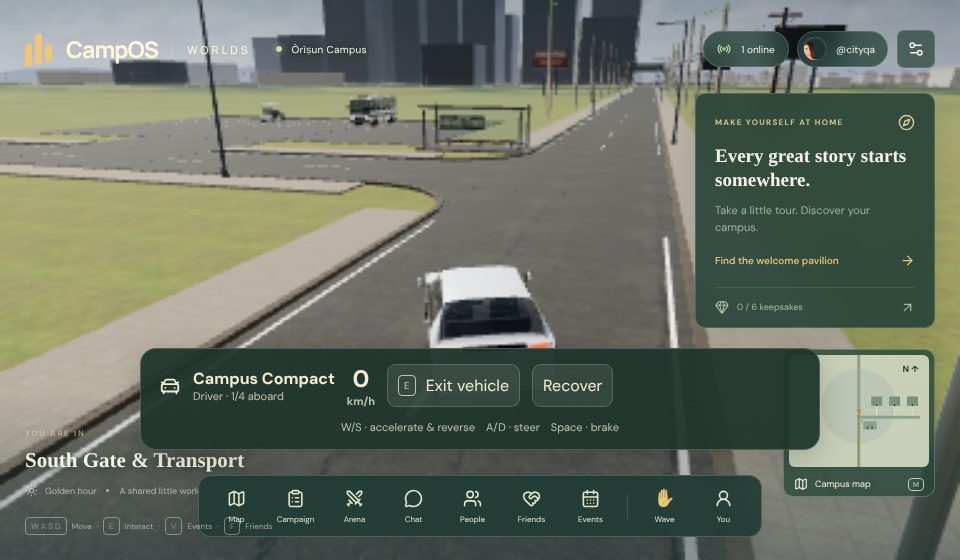 CampOS
WORLDS
Òrìsun Campus
1 online
@cityqa
MAKE YOURSELF AT HOME
Every great story starts
somewhere.
Take a little tour. Discover your
campus.
Find the welcome pavilion
0 / 6 keepsakes
Campus Compact
Driver · 1/4 aboard
0
km/h
E Exit vehicle
Recover
W/S · accelerate & reverse A/D · steer Space · brake
N
Campus map
M
YOU ARE IN
South Gate & Transport
Golden hour • A shared little
WASD Move · E Interact · V Events · F Friends
Map
Campaign
Arena
Chat
People
Friends
Events
Wave
You